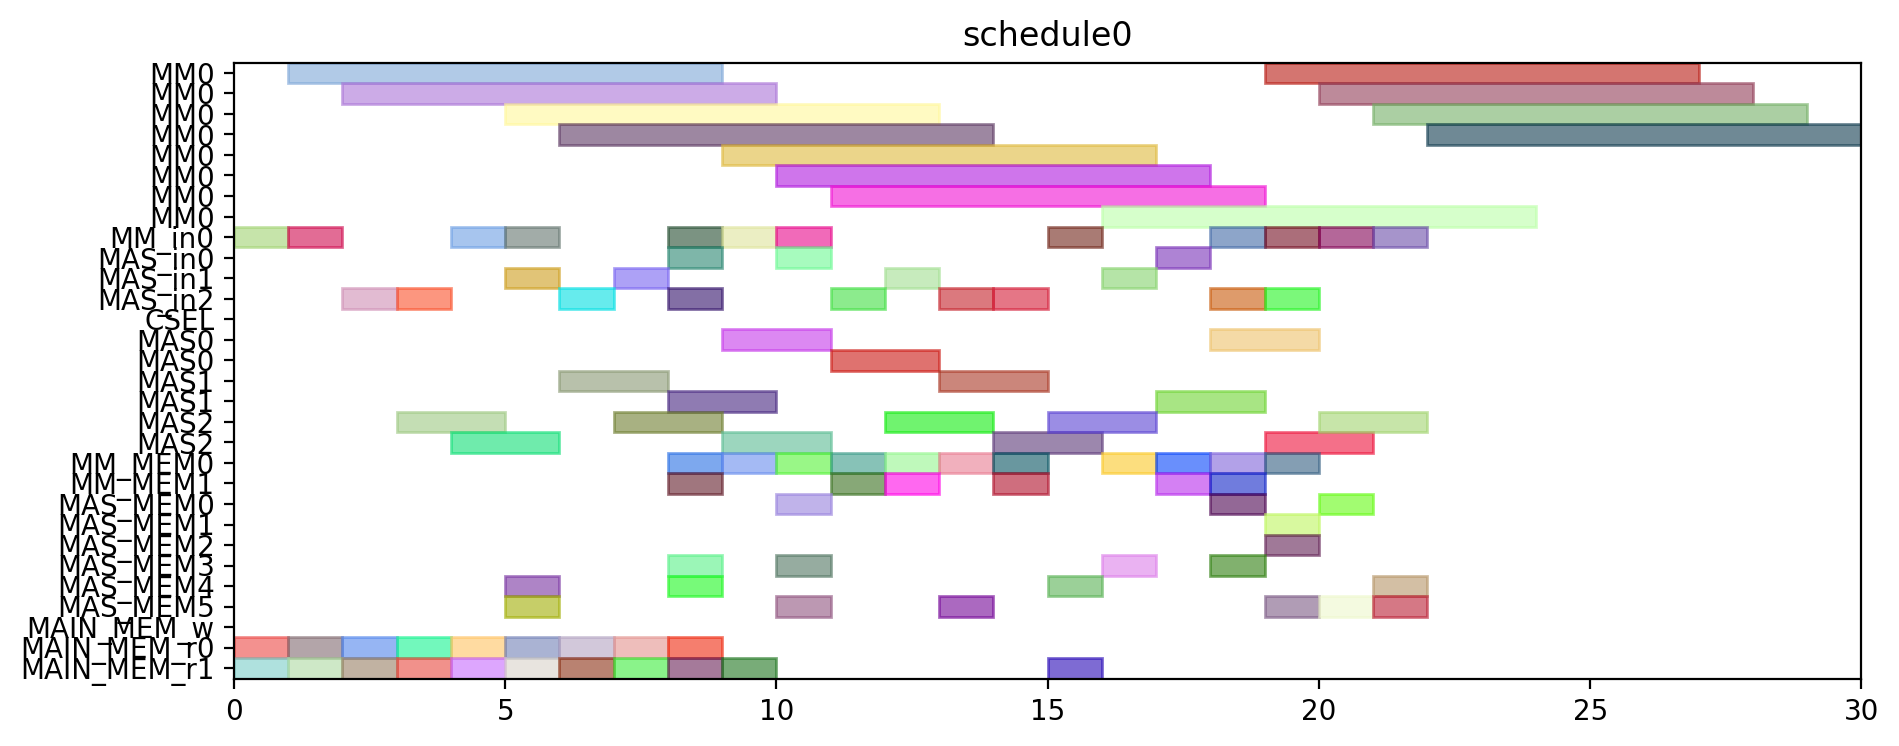 schedule0
MM0
MM0
MM0
MM0
MM0
MM0
MM0
MM0
MM_in0
MAS_in0
MAS_in1
MAS_in2
CSEL
MAS0
MAS0
MAS1
MAS1
MAS2
MAS2
MM_MEM0
MM_MEM1
MAS_MEM0
MAS_MEM1
MAS_MEM2
MAS_MEM3
MAS_MEM4
MAS_MEM5
MAIN_MEM_w
MAIN_MEM_r0
MAIN_MEM_r1
0 5 10 15 20 25 30